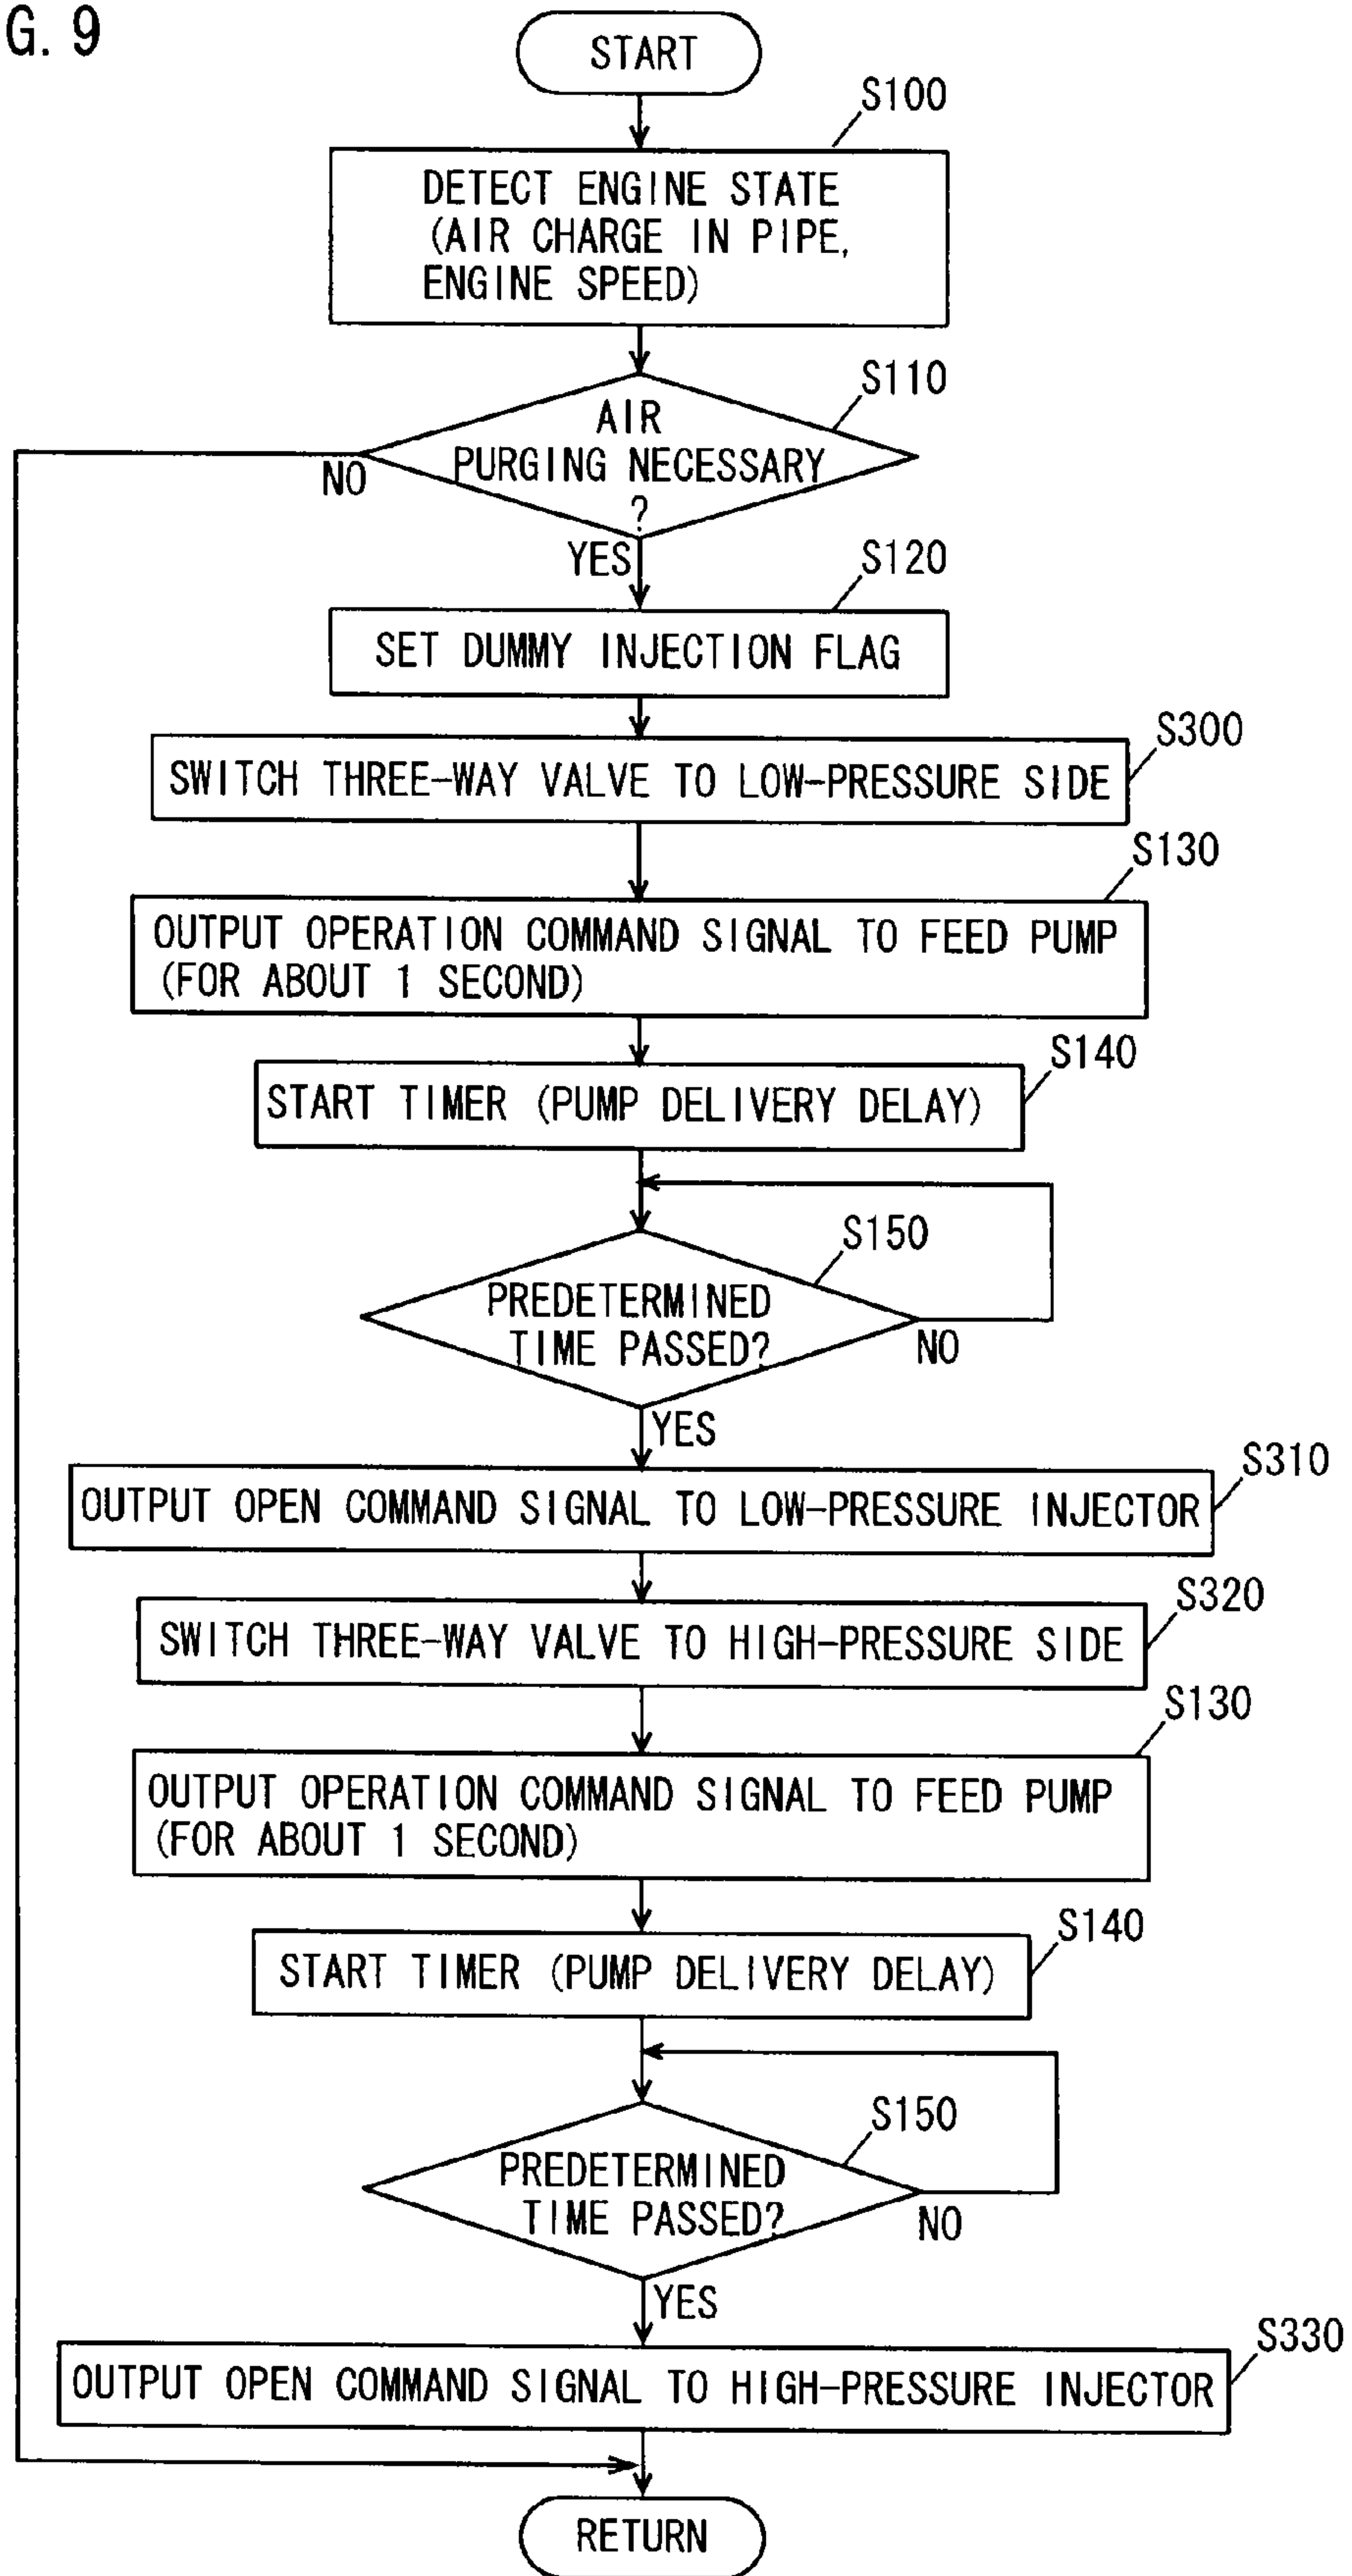 G. 9
START
S100
DETECT ENGINE STATE
(AIR CHARGE IN PIPE,
ENGINE SPEED)
S110
AIR
PURGING NECESSARY
?
NO
YES
S120
SET DUMMY INJECTION FLAG
S300
SWITCH THREE-WAY VALVE TO LOW-PRESSURE SIDE
S130
OUTPUT OPERATION COMMAND SIGNAL TO FEED PUMP
(FOR ABOUT 1 SECOND)
S140
START TIMER (PUMP DELIVERY DELAY)
S150
PREDETERMINED
TIME PASSED?
NO
YES
S310
OUTPUT OPEN COMMAND SIGNAL TO LOW-PRESSURE INJECTOR
S320
SWITCH THREE-WAY VALVE TO HIGH-PRESSURE SIDE
S130
OUTPUT OPERATION COMMAND SIGNAL TO FEED PUMP
(FOR ABOUT 1 SECOND)
S140
START TIMER (PUMP DELIVERY DELAY)
S150
PREDETERMINED
TIME PASSED?
NO
YES
S330
OUTPUT OPEN COMMAND SIGNAL TO HIGH-PRESSURE INJECTOR
RETURN